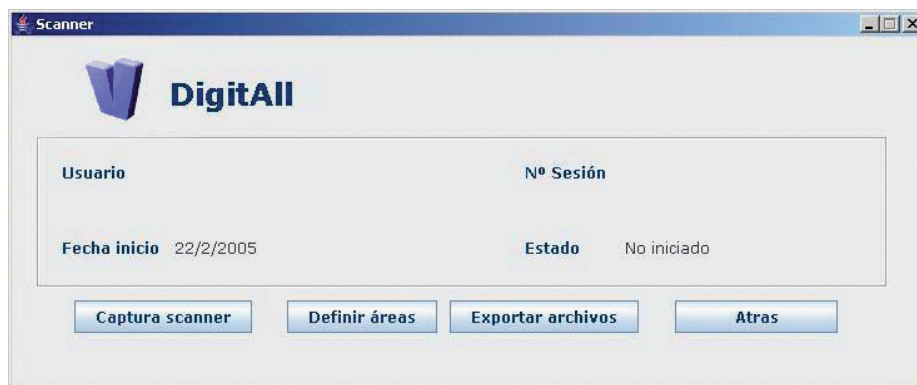 Scanner
DigitAll
Usuario
Nº Sesión
Fecha inicio 22/2/2005
Estado No iniciado
Captura scanner
Definir áreas
Exportar archivos
Atras